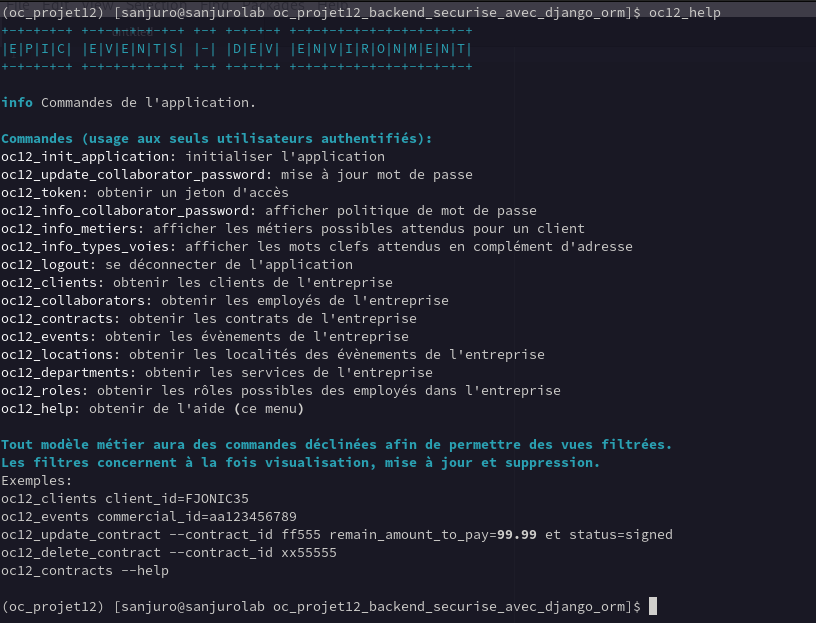 (oc_projet12) [sanjuro@sanjurolab oc_projet12_backend_securise_avec_django_orm]$ oc12_help
+-+-+-+-+ +-+-+-+-+-+-+ +-+ +-+-+-+ +-+-+-+-+-+-+-+-+-+-+-+
|E|P|I|C| |E|V|E|N|T|S| |-| |D|E|V| |E|N|V|I|R|O|N|M|E|N|T|
+-+-+-+-+ +-+-+-+-+-+-+ +-+ +-+-+-+ +-+-+-+-+-+-+-+-+-+-+-+
info Commandes de l'application.
Commandes (usage aux seuls utilisateurs authentifiés):
oc12_init_application: initialiser l'application
oc12_update_collaborator_password: mise à jour mot de passe
oc12_token: obtenir un jeton d'accès
oc12_info_collaborator_password: afficher politique de mot de passe
oc12_info_metiers: afficher les métiers possibles attendus pour un client
oc12_info_types_voies: afficher les mots clefs attendus en complément d'adresse
oc12_logout: se déconnecter de l'application
oc12_clients: obtenir les clients de l'entreprise
oc12_collaborators: obtenir les employés de l'entreprise
oc12_contracts: obtenir les contrats de l'entreprise
oc12_events: obtenir les évènements de l'entreprise
oc12_locations: obtenir les localités des évènements de l'entreprise
oc12_departments: obtenir les services de l'entreprise
oc12_roles: obtenir les rôles possibles des employés dans l'entreprise
oc12_help: obtenir de l'aide (ce menu)
Tout modèle métier aura des commandes déclinées afin de permettre des vues filtrées.
Les filtres concernent à la fois visualisation, mise à jour et suppression.
Exemples:
oc12_clients client_id=FJONIC35
oc12_events commercial_id=aa123456789
oc12_update_contract --contract_id ff555 remain_amount_to_pay=99.99 et status=signed
oc12_delete_contract --contract_id xx55555
oc12_contracts --help
(oc_projet12) [sanjuro@sanjurolab oc_projet12_backend_securise_avec_django_orm]$